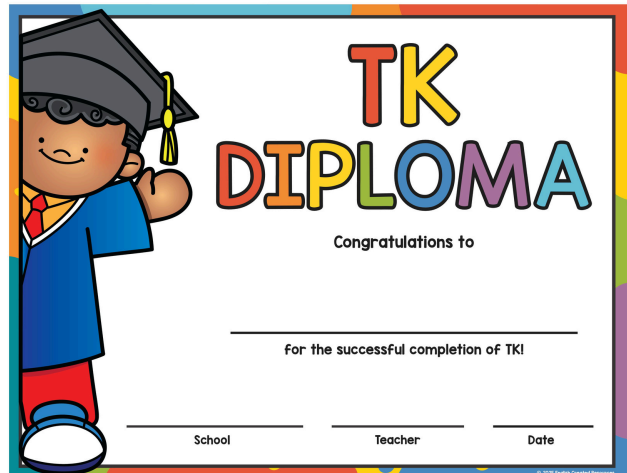 TK
DIPLOMA
Congratulations to
for the successful completion of TK!
School Teacher Date